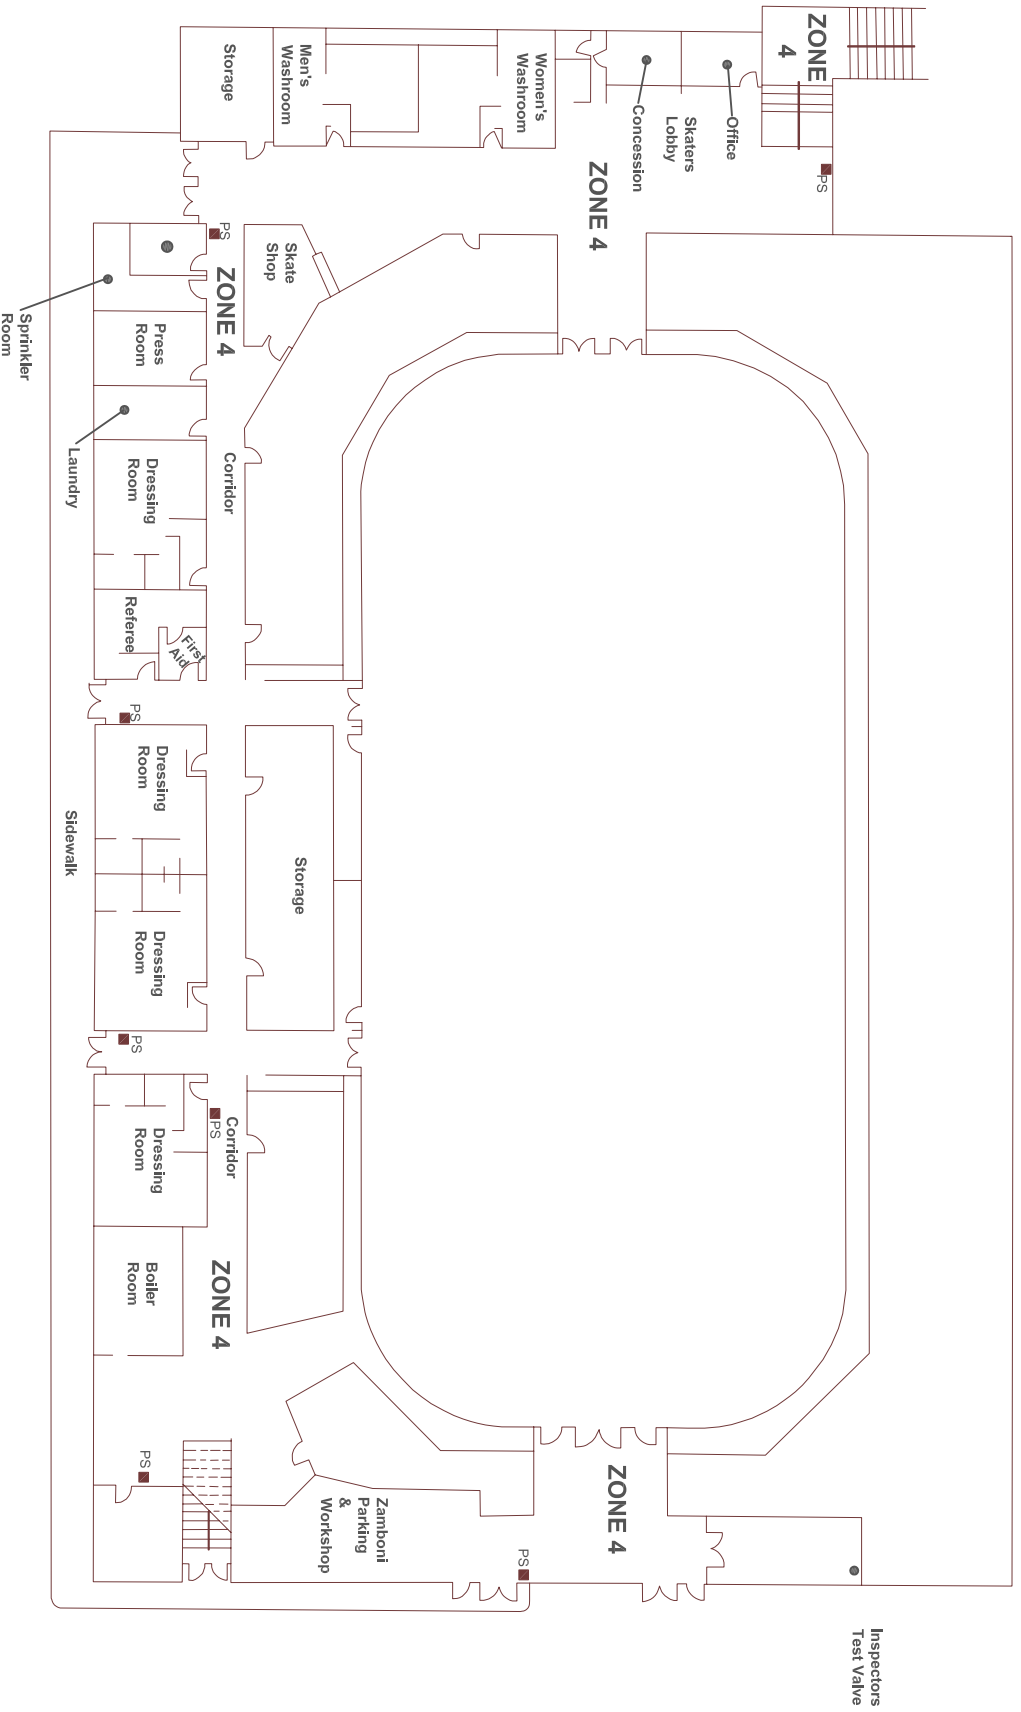 ZONE
4
Storage
Men's
Washroom
Women's
Washroom
Concession
Skaters
Lobby
Office
PS
ZONE 4
PS
Skate
Shop
ZONE 4
Sprinkler
Room
Press
Room
Laundry
Dressing
Room
Corridor
Referee
First
Aid
PS
Dressing
Room
Sidewalk
Storage
Dressing
Room
PS
PS
Corridor
Dressing
Room
Boiler
Room
ZONE 4
PS
Zamboni
Parking
&
Workshop
PS
ZONE 4
Inspectors
Test Valve